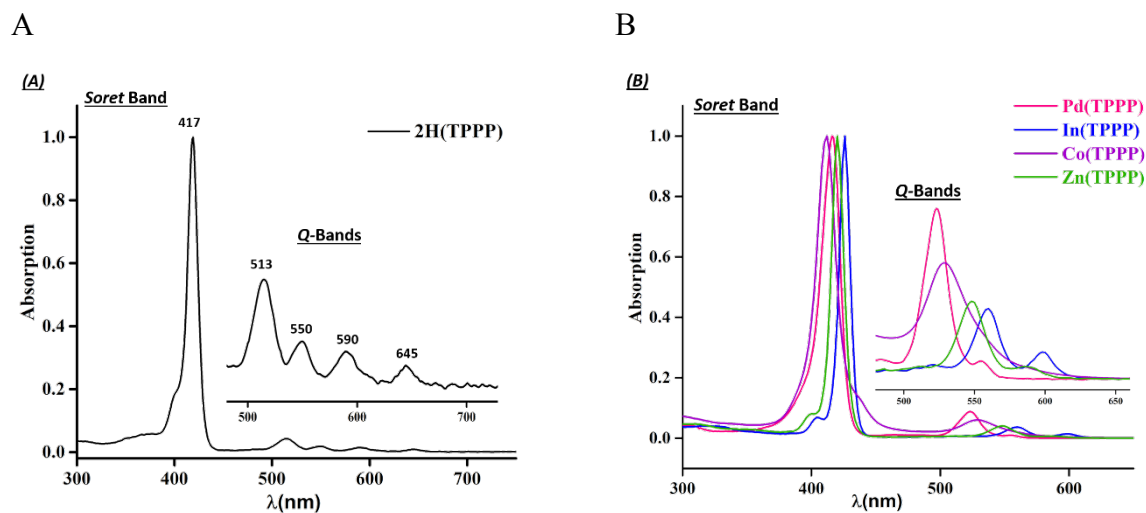 A
B
(A)
Soret Band
417
2H(TPPP)
Q-Bands
513
550
590
645
500
600
700
1.0
0.8
0.6
0.4
0.2
0.0
Absorption
300
400
500
600
700
λ(nm)
(B)
Soret Band
Pd(TPPP)
In(TPPP)
Co(TPPP)
Zn(TPPP)
Q-Bands
500
550
600
650
1.0
0.8
0.6
0.4
0.2
0.0
Absorption
300
400
500
600
λ(nm)